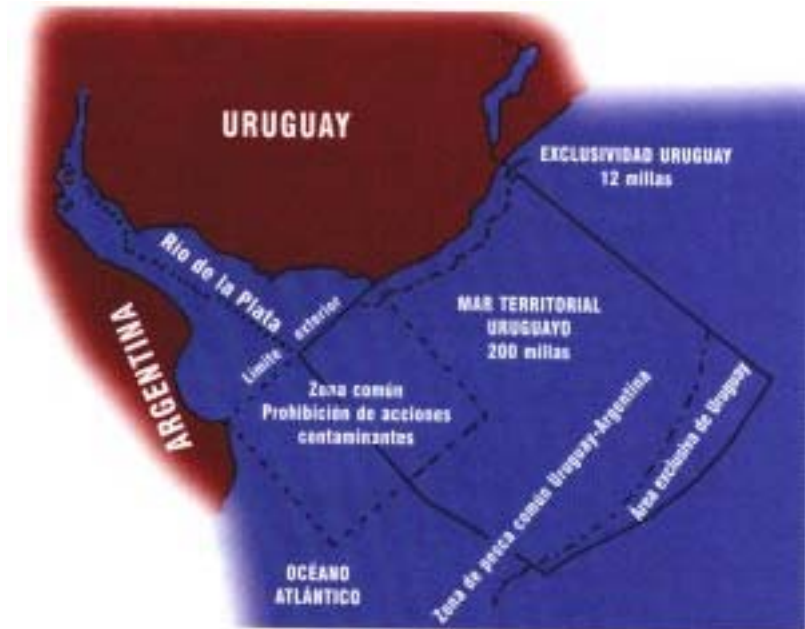 URUGUAY
EXCLUSIVIDAD URUGUAY
12 millas
Rio de la Plata
Límite exterior
MAR TERRITORIAL
URUGUAYO
200 millas
ARGENTINA
Zona común
Prohibición de acciones
contaminantes
Zona de pesca común Uruguay-Argentina
Área exclusiva de Uruguay
OCÉANO
ATLÁNTICO